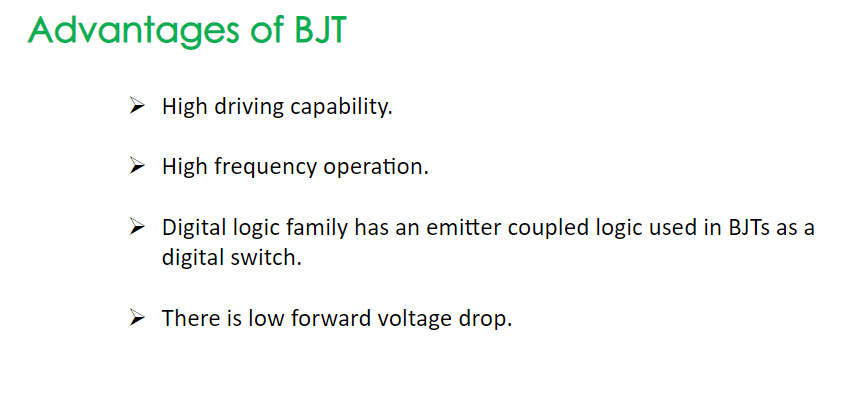 Advantages of BJT
➢ High driving capability.
➢ High frequency operation.
➢ Digital logic family has an emitter coupled logic used in BJTs as a
digital switch.
➢ There is low forward voltage drop.